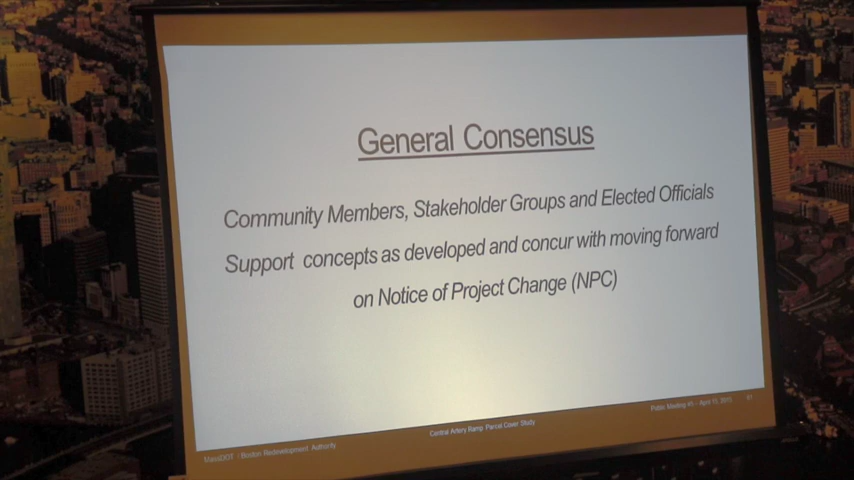 General Consensus
Community Members, Stakeholder Groups and Elected Officials
Support concepts as developed and concur with moving forward
on Notice of Project Change (NPC)
MassDOT / Boston Redevelopment Authority
Central Artery Ramp Parcel Cover Study
Public Meeting #5 – April 15, 2015